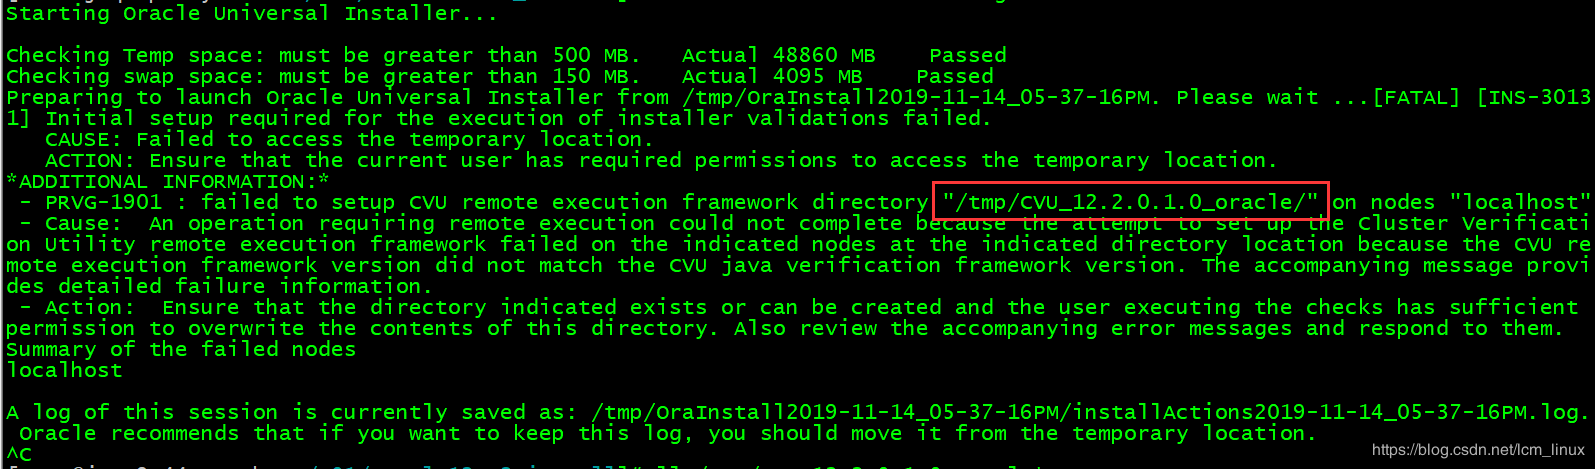 Starting Oracle Universal Installer...
Checking Temp space: must be greater than 500 MB.   Actual 48860 MB    Passed
Checking swap space: must be greater than 150 MB.   Actual 4095 MB    Passed
Preparing to launch Oracle Universal Installer from /tmp/OraInstall2019-11-14_05-37-16PM. Please wait ...[FATAL] [INS-3013
1] Initial setup required for the execution of installer validations failed.
   CAUSE: Failed to access the temporary location.
   ACTION: Ensure that the current user has required permissions to access the temporary location.
*ADDITIONAL INFORMATION:*
 - PRVG-1901 : failed to setup CVU remote execution framework directory "/tmp/CVU_12.2.0.1.0_oracle/" on nodes "localhost"
 - Cause:  An operation requiring remote execution could not complete because the attempt to set up the Cluster Verificati
on Utility remote execution framework failed on the indicated nodes at the indicated directory location because the CVU re
mote execution framework version did not match the CVU java verification framework version. The accompanying message provi
des detailed failure information.
 - Action:  Ensure that the directory indicated exists or can be created and the user executing the checks has sufficient
permission to overwrite the contents of this directory. Also review the accompanying error messages and respond to them.
Summary of the failed nodes
localhost
A log of this session is currently saved as: /tmp/OraInstall2019-11-14_05-37-16PM/installActions2019-11-14_05-37-16PM.log.
 Oracle recommends that if you want to keep this log, you should move it from the temporary location.
^C
https://blog.csdn.net/lcm_linux